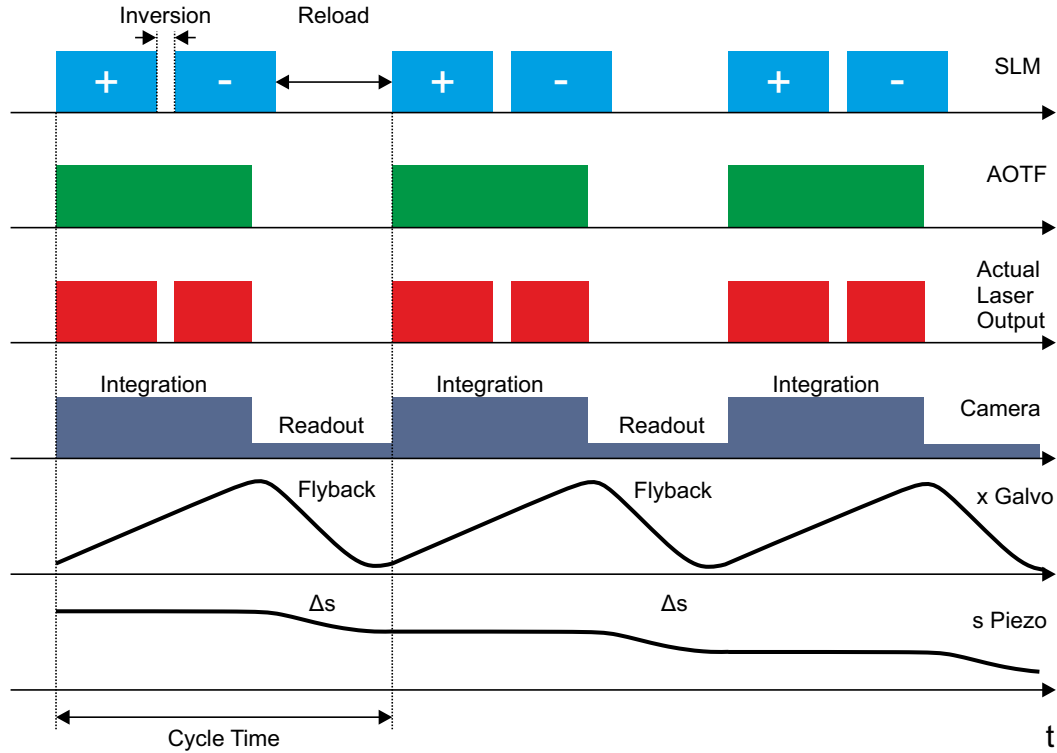 Inversion
Reload
+ - + - + -
SLM
AOTF
Actual
Laser
Output
Integration Integration Integration
Readout Readout
Camera
Flyback Flyback
x Galvo
Δs Δs
s Piezo
Cycle Time
t